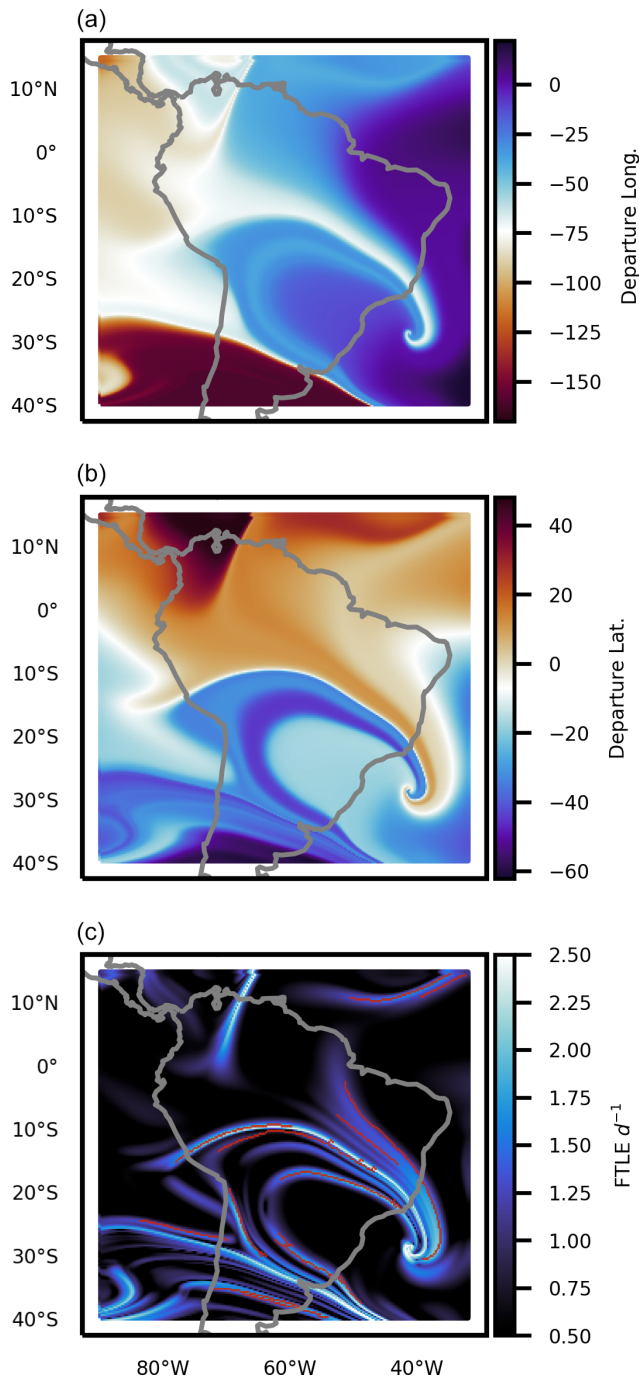 (a)
10°N
0°
10°S
20°S
30°S
40°S
0
−25
−50
−75
−100
−125
−150
Departure Long.
(b)
10°N
0°
10°S
20°S
30°S
40°S
40
20
0
−20
−40
−60
Departure Lat.
(c)
10°N
0°
10°S
20°S
30°S
40°S
2.50
2.25
2.00
1.75
1.50
1.25
1.00
0.75
0.50
FTLE d⁻¹
80°W 60°W 40°W